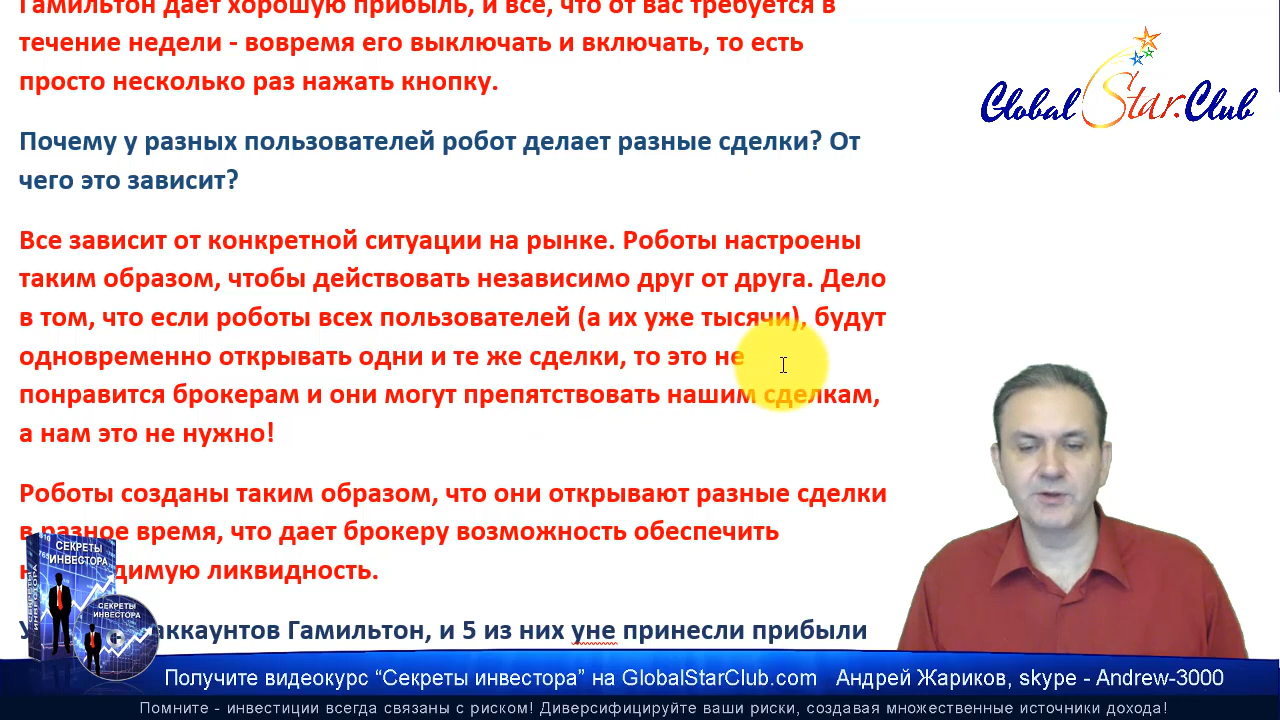 Гамильтон дает хорошую прибыль, и все, что от вас требуется в
течение недели - вовремя его выключать и включать, то есть
просто несколько раз нажать кнопку.
Global Star.Club
Почему у разных пользователей робот делает разные сделки? От
чего это зависит?
Все зависит от конкретной ситуации на рынке. Роботы настроены
таким образом, чтобы действовать независимо друг от друга. Дело
в том, что если роботы всех пользователей (а их уже тысячи), будут
одновременно открывать одни и те же сделки, то это не
понравится брокерам и они могут препятствовать нашим сделкам,
а нам это не нужно!
Роботы созданы таким образом, что они открывают разные сделки
в разное время, что дает брокеру возможность обеспечить
димую ликвидность.
аккаунтов Гамильтон, и 5 из них уне принесли прибыли
СЕКРЕТЫ
ИНВЕСТОРА
СЕКРЕТЫ
ИНВЕСТОРА
СЕКРЕТЫ
ИНВЕСТОРА
Получите видеокурс “Секреты инвестора” на GlobalStarClub.com Андрей Жариков, skype - Andrew-3000
Помните - инвестиции всегда связаны с риском! Диверсифицируйте ваши риски, создавая множественные источники дохода!